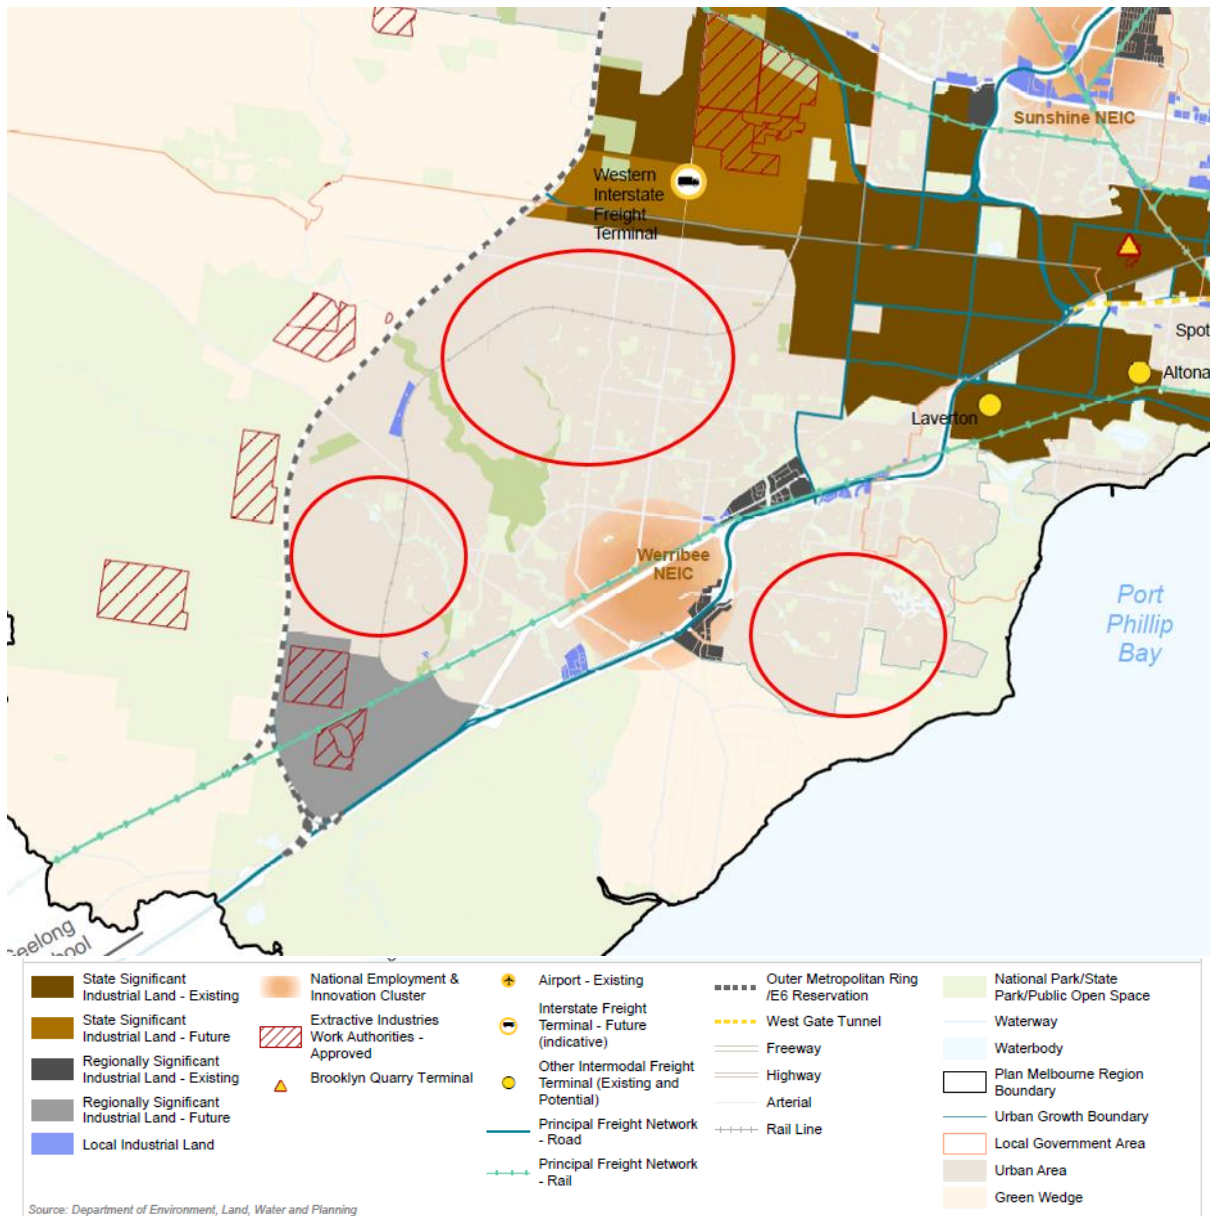 Sunshine NEIC
Western
Interstate
Freight
Terminal
Spot
Altona
Laverton
Werribee
NEIC
Port
Phillip
Bay
State Significant
Industrial Land - Existing
State Significant
Industrial Land - Future
Regionally Significant
Industrial Land - Existing
Regionally Significant
Industrial Land - Future
Local Industrial Land
National Employment &
Innovation Cluster
Extractive Industries
Work Authorities -
Approved
Brooklyn Quarry Terminal
Airport - Existing
Interstate Freight
Terminal - Future
(indicative)
Other Intermodal Freight
Terminal (Existing and
Potential)
Principal Freight Network
- Road
Principal Freight Network
- Rail
Outer Metropolitan Ring
/E6 Reservation
West Gate Tunnel
Freeway
Highway
Arterial
Rail Line
National Park/State
Park/Public Open Space
Waterway
Waterbody
Plan Melbourne Region
Boundary
Urban Growth Boundary
Local Government Area
Urban Area
Green Wedge
Source: Department of Environment, Land, Water and Planning